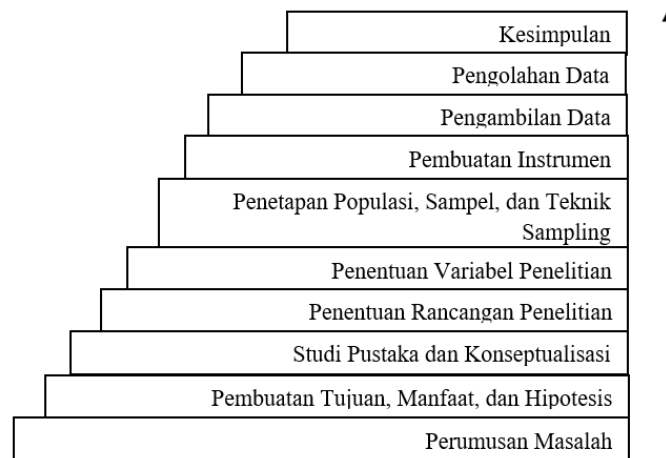 Kesimpulan
Pengolahan Data
Pengambilan Data
Pembuatan Instrumen
Penetapan Populasi, Sampel, dan Teknik
Sampling
Penentuan Variabel Penelitian
Penentuan Rancangan Penelitian
Studi Pustaka dan Konseptualisasi
Pembuatan Tujuan, Manfaat, dan Hipotesis
Perumusan Masalah